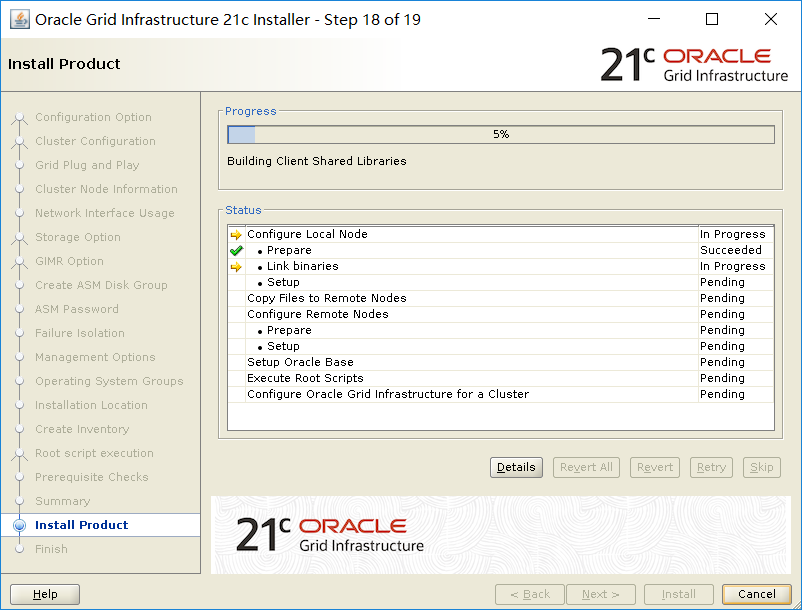 Oracle Grid Infrastructure 21c Installer - Step 18 of 19
Install Product
21c ORACLE
Grid Infrastructure
Configuration Option
Cluster Configuration
Grid Plug and Play
Cluster Node Information
Network Interface Usage
Storage Option
GIMR Option
Create ASM Disk Group
ASM Password
Failure Isolation
Management Options
Operating System Groups
Installation Location
Create Inventory
Root script execution
Prerequisite Checks
Summary
Install Product
Finish
Progress
5%
Building Client Shared Libraries
Status
Configure Local Node In Progress
• Prepare Succeeded
• Link binaries In Progress
• Setup Pending
Copy Files to Remote Nodes Pending
Configure Remote Nodes Pending
• Prepare Pending
• Setup Pending
Setup Oracle Base Pending
Execute Root Scripts Pending
Configure Oracle Grid Infrastructure for a Cluster Pending
Details Revert All Revert Retry Skip
21c ORACLE
Grid Infrastructure
Help < Back Next > Install Cancel